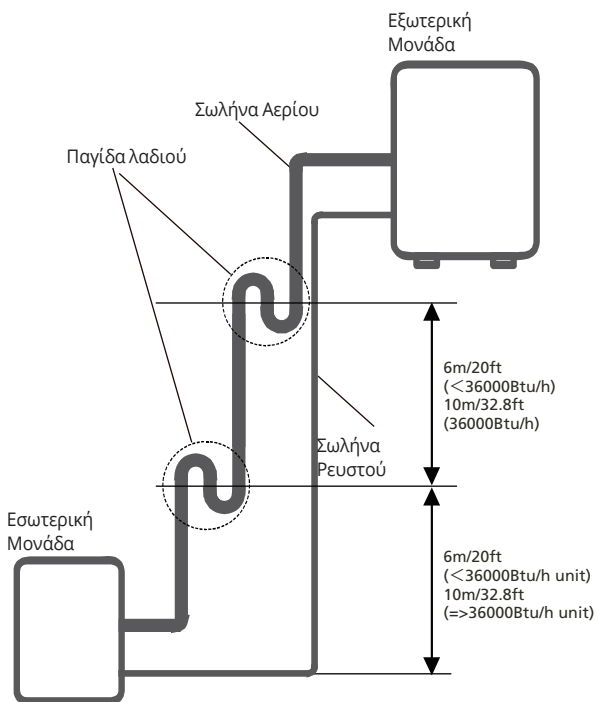 Εξωτερική
Μονάδα
Σωλήνα Αερίου
Παγίδα λαδιού
6m/20ft
(<36000Btu/h)
10m/32.8ft
(36000Btu/h)
Σωλήνα
Ρευστού
Εσωτερική
Μονάδα
6m/20ft
(<36000Btu/h unit)
10m/32.8ft
(=>36000Btu/h unit)